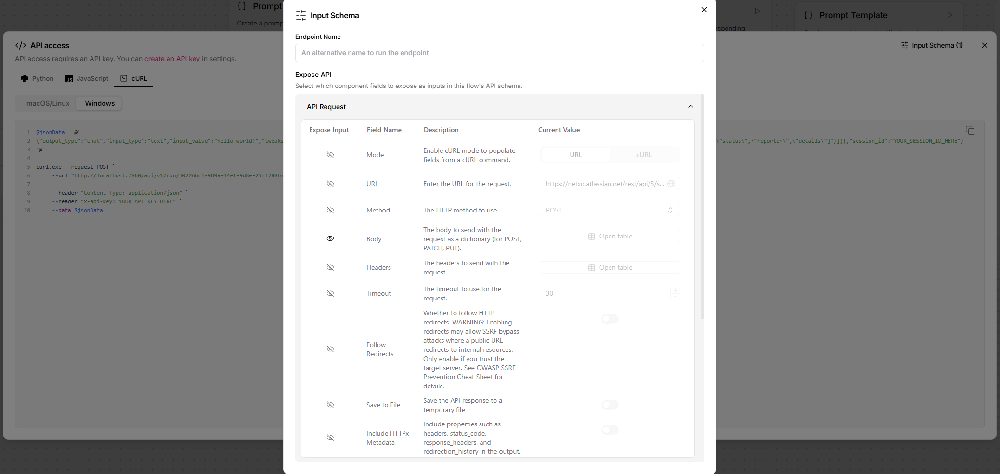 { } Promp
Create a promp
esponding
{ } Prompt Template
</> API access
API access requires an API key. You can create an API key in settings.
Input Schema (1)
Python
JavaScript
cURL
macOS/Linux
Windows
1 $jsonData = @'
2 {"output_type":"chat","input_type":"text","input_value":"hello world!","tweaks
\"status\",\"reporter\",\"details\"]"}]}},"session_id":"YOUR_SESSION_ID_HERE"}
3 '@
4
5 curl.exe --request POST `
6 --url "http://localhost:7860/api/v1/run/30226bc1-989a-44e1-9d8e-25ff288b7
7
8 --header "Content-Type: application/json" `
9 --header "x-api-key: YOUR_API_KEY_HERE" `
10 --data $jsonData
Input Schema
Endpoint Name
An alternative name to run the endpoint
Expose API
Select which component fields to expose as inputs in this flow's API schema.
API Request
Expose Input Field Name Description Current Value
Mode
Enable cURL mode to populate
fields from a cURL command.
URL cURL
URL
Enter the URL for the request.
https://netxd.atlassian.net/rest/api/3/s...
Method
The HTTP method to use.
POST
Body
The body to send with the
request as a dictionary (for POST,
PATCH, PUT).
Open table
Headers
The headers to send with the
request
Open table
Timeout
The timeout to use for the
request.
30
Follow
Redirects
Whether to follow HTTP
redirects. WARNING: Enabling
redirects may allow SSRF bypass
attacks where a public URL
redirects to internal resources.
Only enable if you trust the
target server. See OWASP SSRF
Prevention Cheat Sheet for
details.
Save to File
Save the API response to a
temporary file
Include HTTPx
Metadata
Include properties such as
headers, status_code,
response_headers, and
redirection_history in the output.